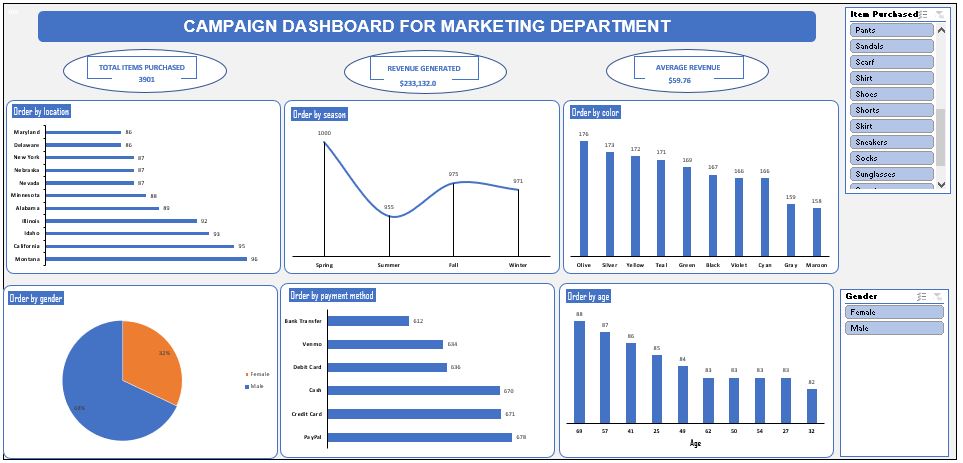 CAMPAIGN DASHBOARD FOR MARKETING DEPARTMENT
TOTAL ITEMS PURCHASED
3901
REVENUE GENERATED
$233,132.0
AVERAGE REVENUE
$59.76
Item Purchased
Pants
Sandals
Scarf
Shirt
Shoes
Shorts
Skirt
Sneakers
Socks
Sunglasses
Order by location
Maryland 86
Delaware 86
New York 87
Nebraska 87
Nevada 87
Minnesota 88
Alabama 89
Illinois 92
Idaho 93
California 95
Montana 96
Order by season
1000
955
975
971
Spring Summer Fall Winter
Order by color
176 173 172 171 169 167 166 166 159 158
Olive Silver Yellow Teal Green Black Violet Cyan Gray Maroon
Order by gender
32%
68%
Female
Male
Order by payment method
Bank Transfer 612
Venmo 634
Debit Card 636
Cash 670
Credit Card 671
PayPal 678
Order by age
88 87 86 85 84 83 83 83 83 82
69 57 41 25 49 62 50 54 27 32
Age
Gender
Female
Male